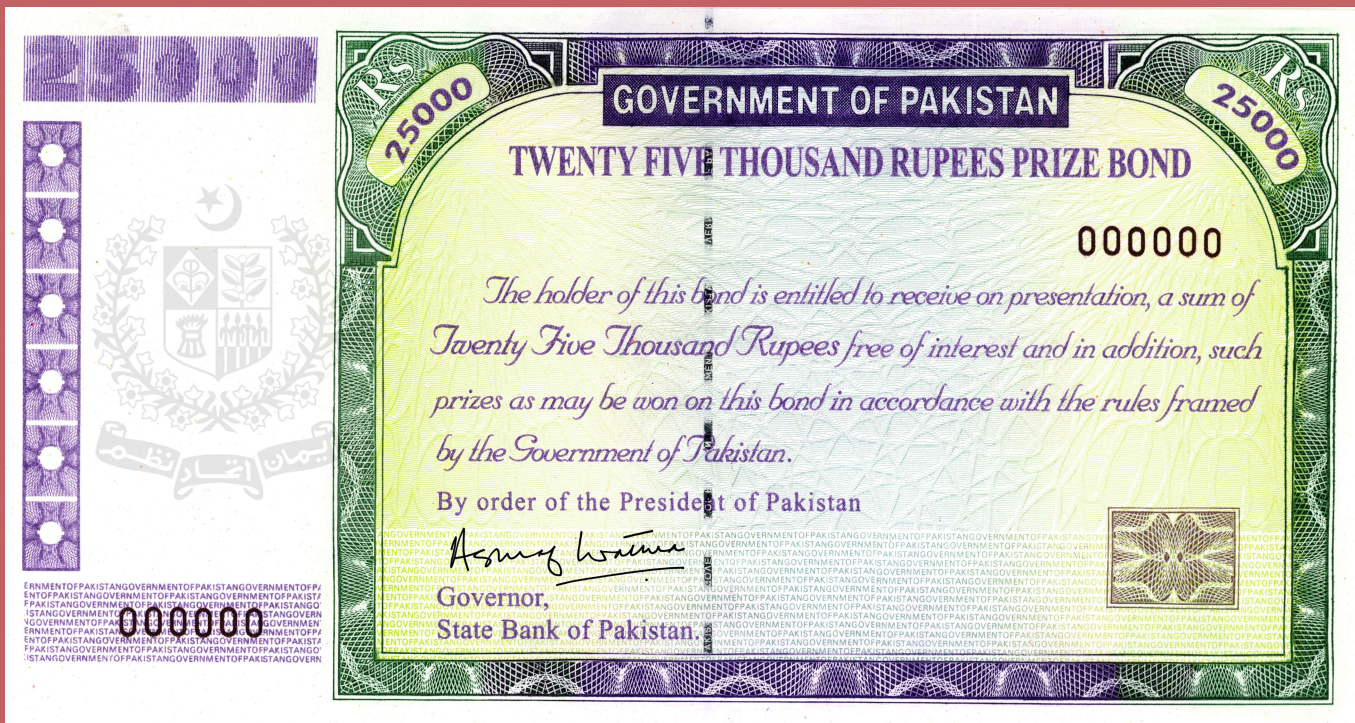 25000
Rs
25000
GOVERNMENT OF PAKISTAN
Rs
25000
TWENTY FIVE THOUSAND RUPEES PRIZE BOND
000000
The holder of this bond is entitled to receive on presentation, a sum of
Twenty Five Thousand Rupees free of interest and in addition, such
prizes as may be won on this bond in accordance with the rules framed
by the Government of Pakistan.
By order of the President of Pakistan
Governor,
State Bank of Pakistan.
000000